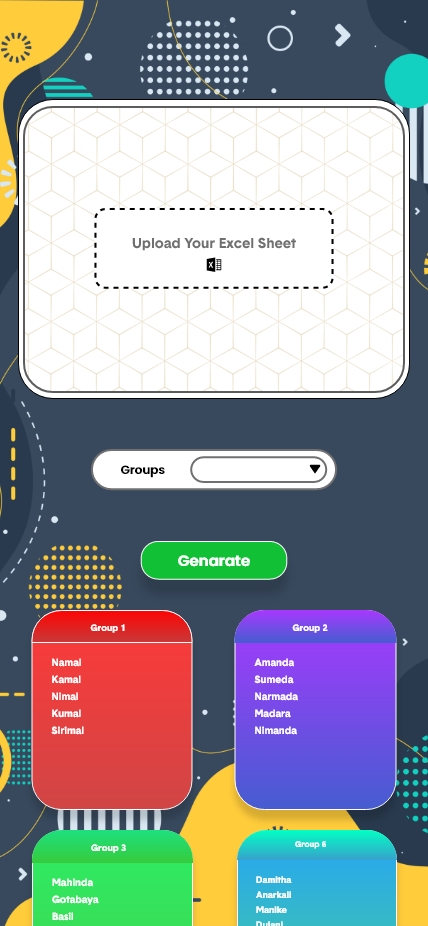 Upload Your Excel Sheet
Groups
Genarate
Group 1
Namal
Kamal
Nimal
Kumal
Sirimal
Group 2
Amanda
Sumeda
Narmada
Madara
Nimanda
Group 3
Mahinda
Gotabaya
Basil
Group 5
Damitha
Anarkali
Manike
Dulani